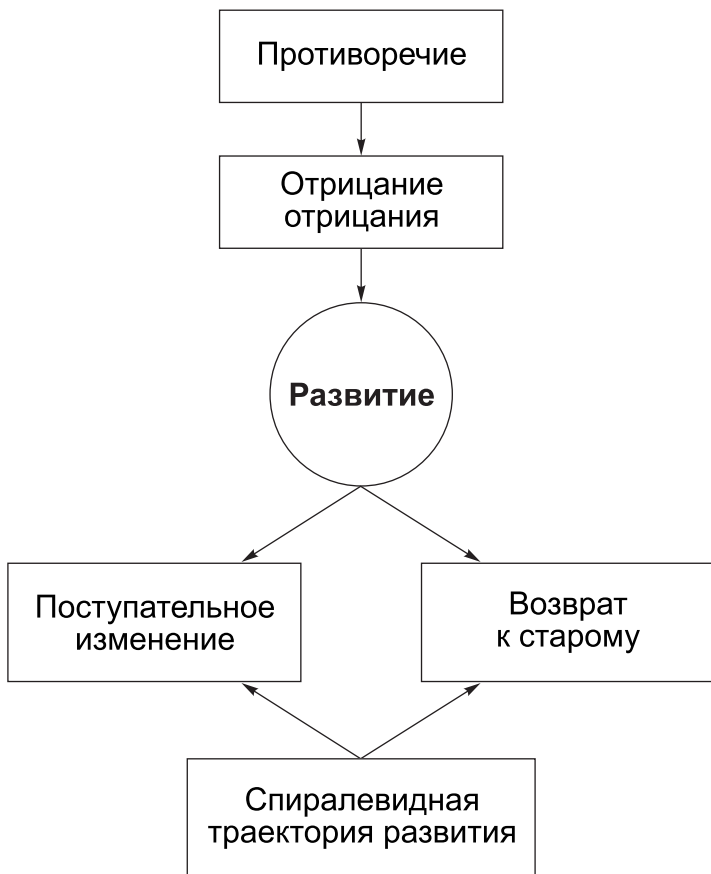 Противоречие
Отрицание
отрицания
Развитие
Поступательное
изменение
Возврат
к старому
Спиралевидная
траектория развития